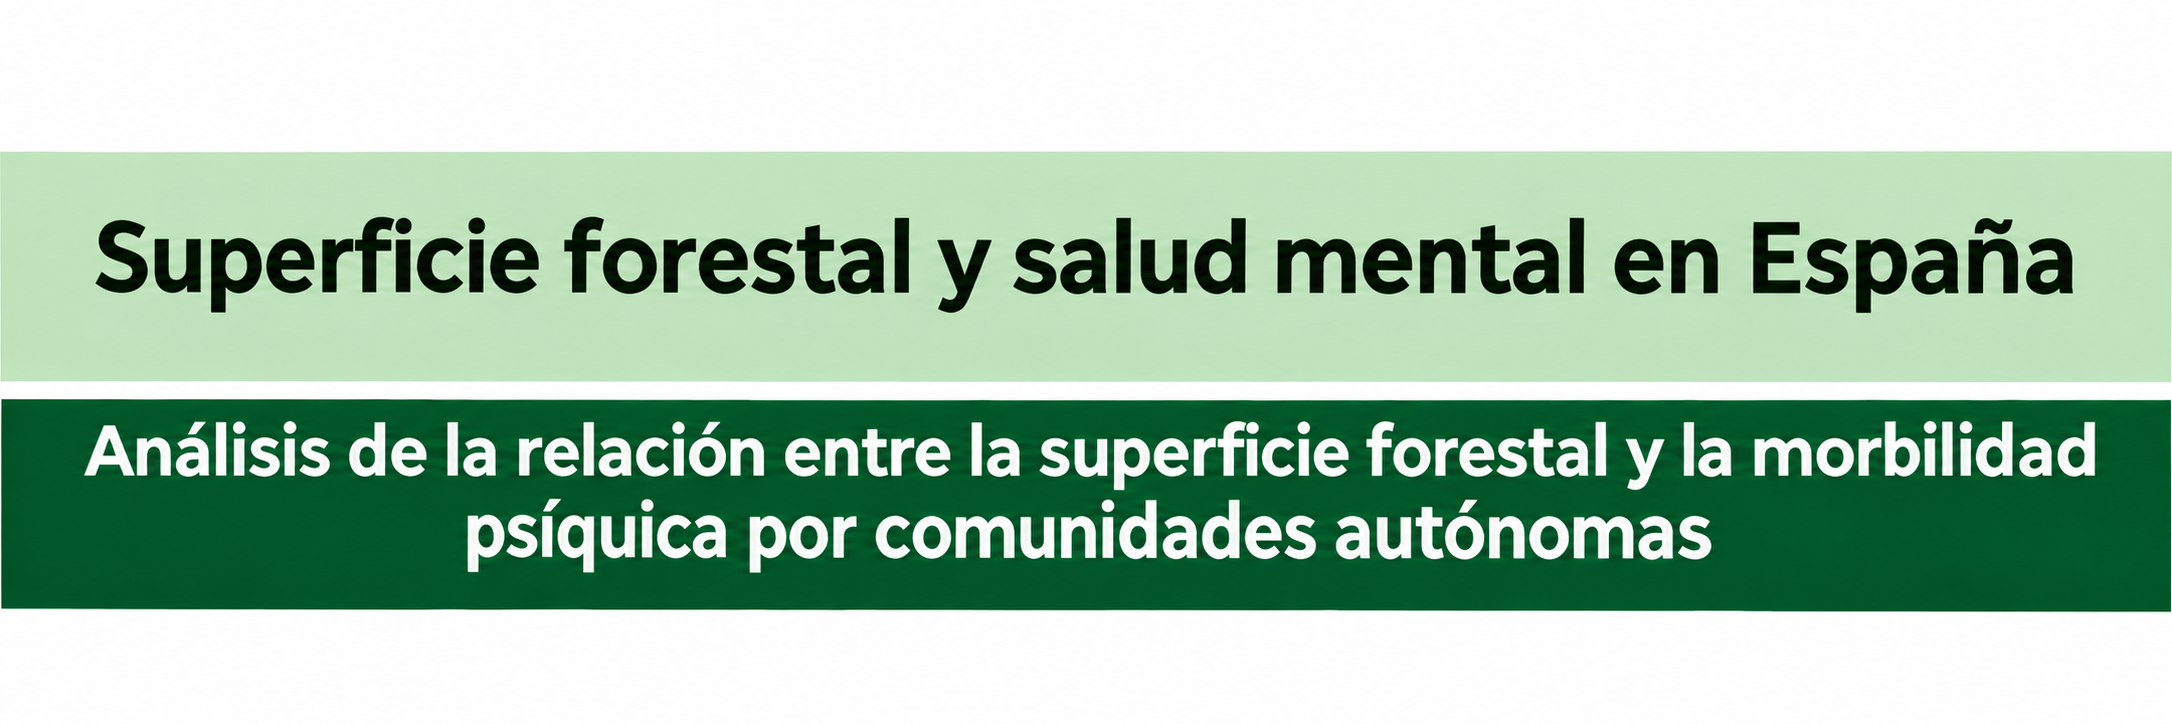 Superficie forestal y salud mental en España
Análisis de la relación entre la superficie forestal y la morbilidad
psíquica por comunidades autónomas